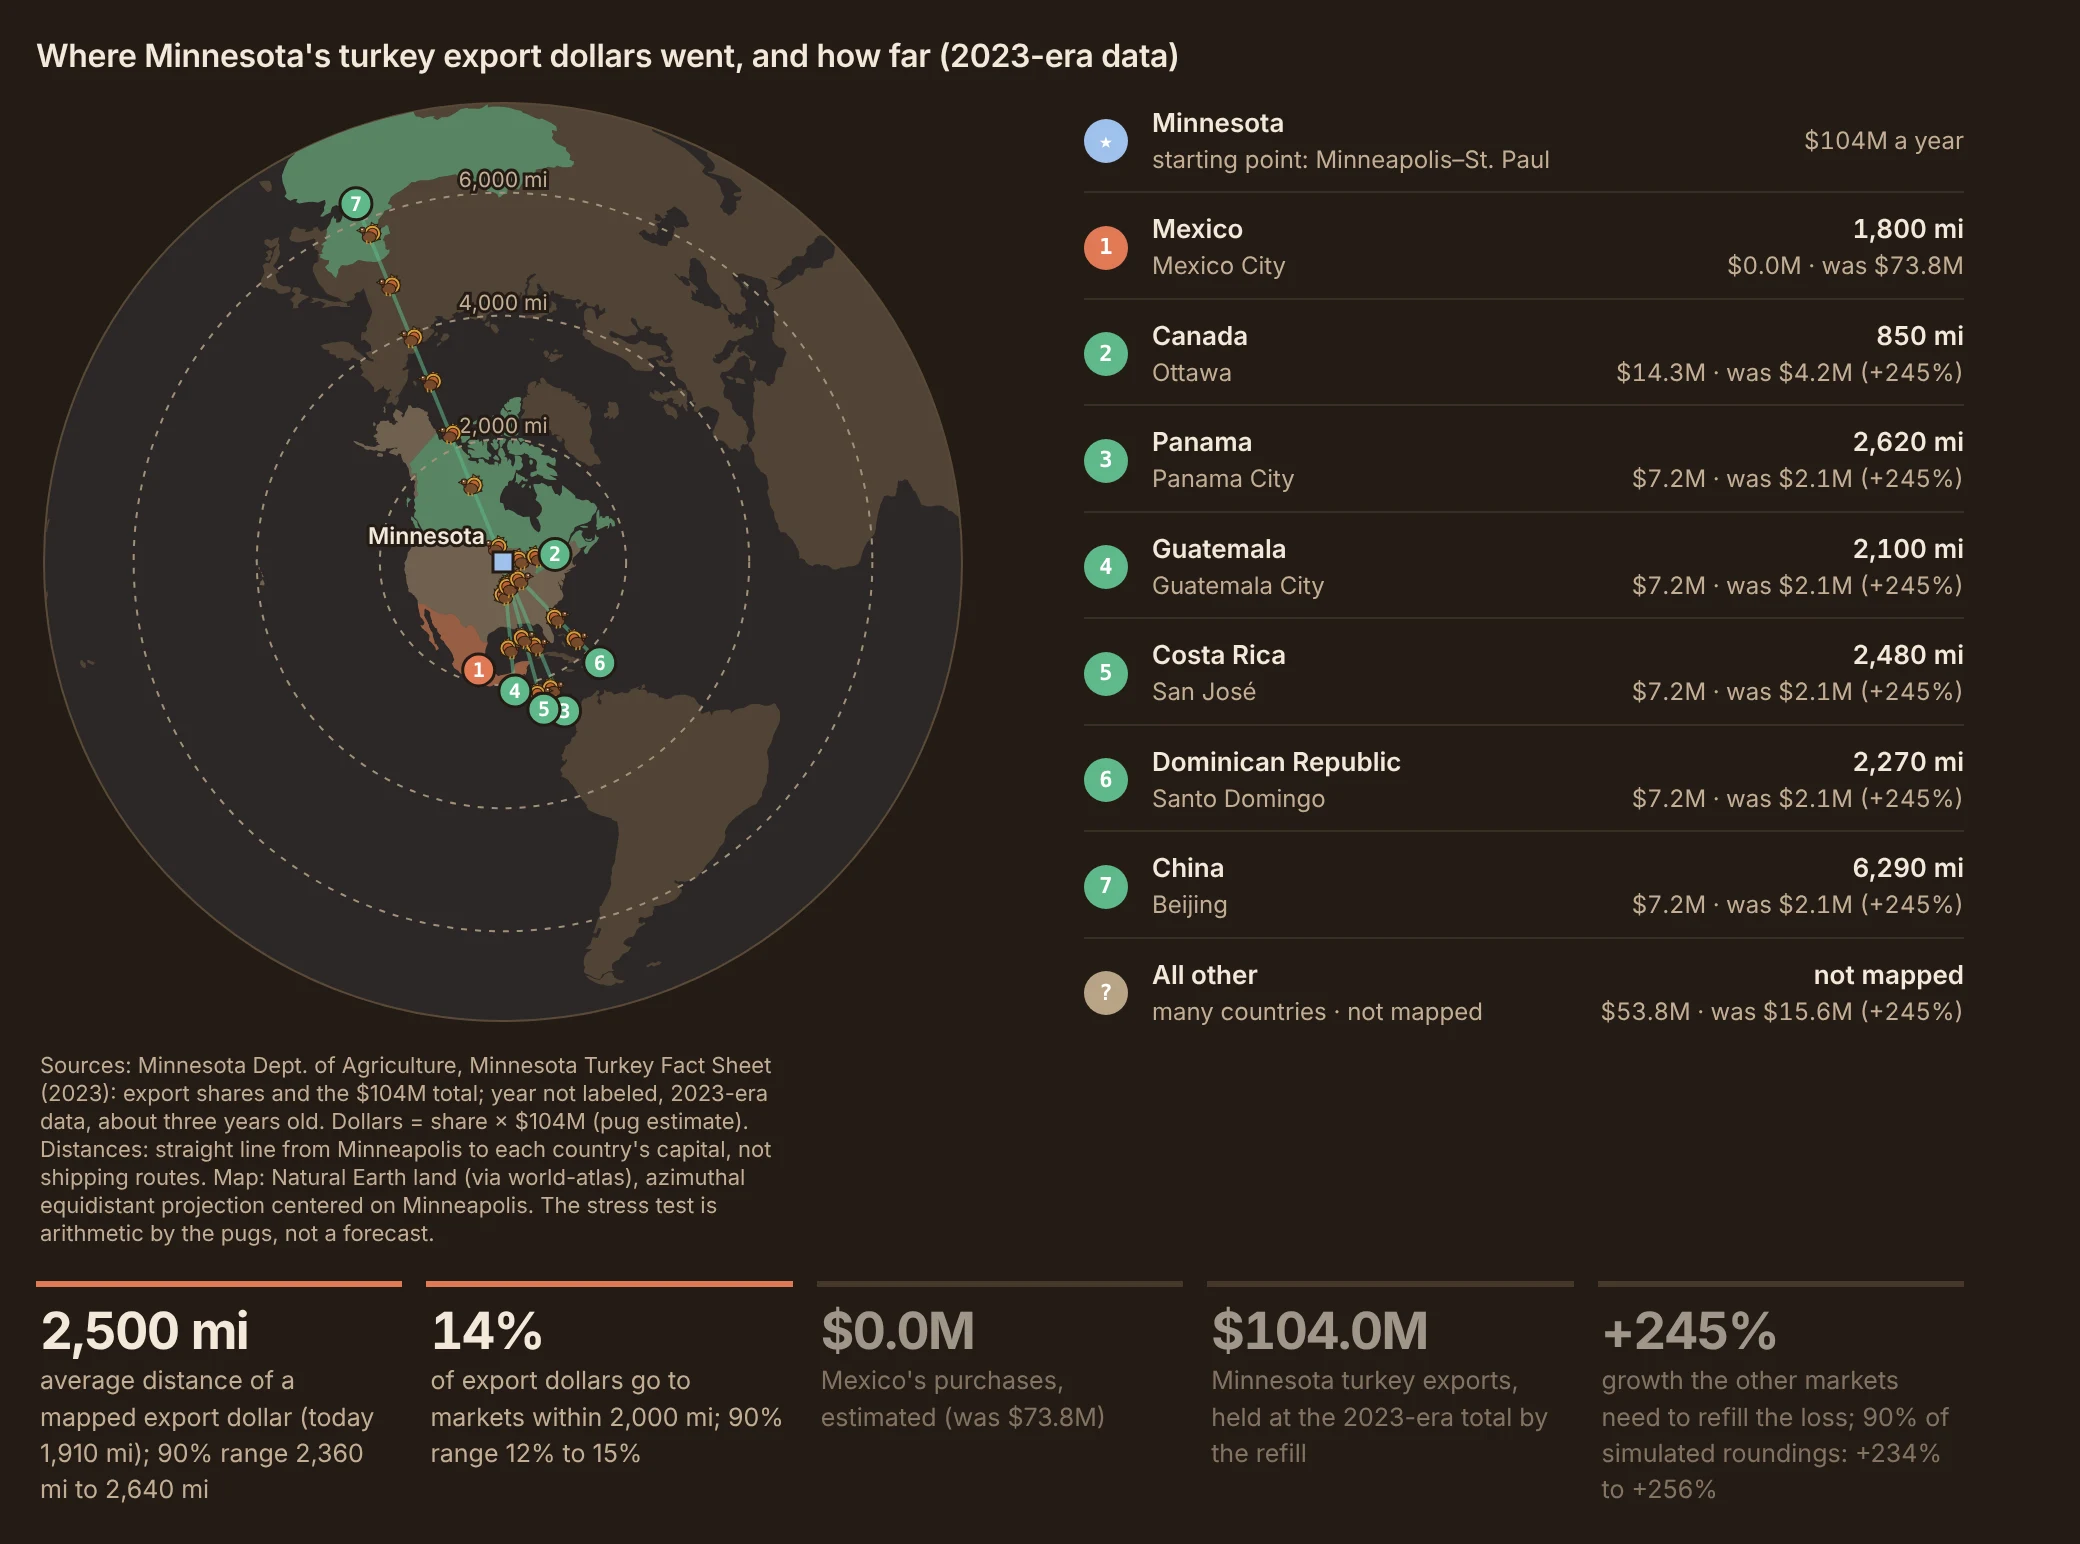 Where Minnesota's turkey export dollars went, and how far (2023-era data)
6,000 mi
7
4,000 mi
2,000 mi
Minnesota
2
1
6
4
5
3
★
Minnesota
$104M a year
starting point: Minneapolis–St. Paul
1
Mexico
1,800 mi
Mexico City
$0.0M · was $73.8M
2
Canada
850 mi
Ottawa
$14.3M · was $4.2M (+245%)
3
Panama
2,620 mi
Panama City
$7.2M · was $2.1M (+245%)
4
Guatemala
2,100 mi
Guatemala City
$7.2M · was $2.1M (+245%)
5
Costa Rica
2,480 mi
San José
$7.2M · was $2.1M (+245%)
6
Dominican Republic
2,270 mi
Santo Domingo
$7.2M · was $2.1M (+245%)
7
China
6,290 mi
Beijing
$7.2M · was $2.1M (+245%)
?
All other
not mapped
many countries · not mapped
$53.8M · was $15.6M (+245%)
Sources: Minnesota Dept. of Agriculture, Minnesota Turkey Fact Sheet
(2023): export shares and the $104M total; year not labeled, 2023-era
data, about three years old. Dollars = share × $104M (pug estimate).
Distances: straight line from Minneapolis to each country's capital, not
shipping routes. Map: Natural Earth land (via world-atlas), azimuthal
equidistant projection centered on Minneapolis. The stress test is
arithmetic by the pugs, not a forecast.
2,500 mi
average distance of a
mapped export dollar (today
1,910 mi); 90% range 2,360
mi to 2,640 mi
14%
of export dollars go to
markets within 2,000 mi; 90%
range 12% to 15%
$0.0M
Mexico's purchases,
estimated (was $73.8M)
$104.0M
Minnesota turkey exports,
held at the 2023-era total by
the refill
+245%
growth the other markets
need to refill the loss; 90% of
simulated roundings: +234%
to +256%